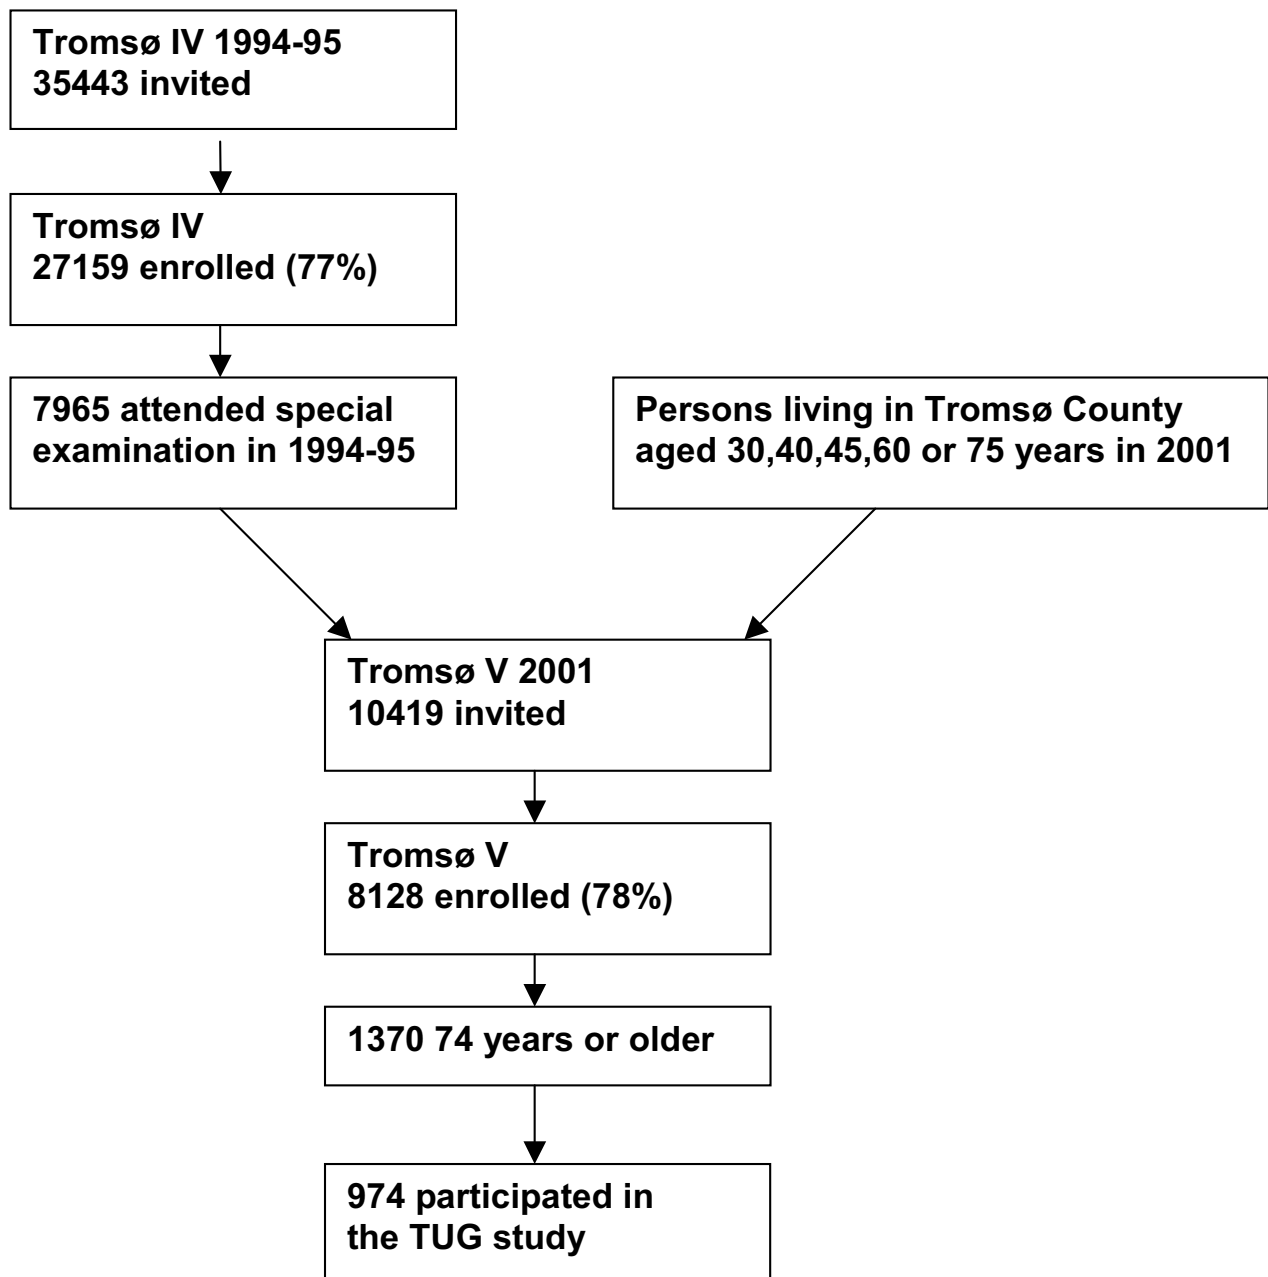 Tromsø IV 1994-95
35443 invited
Tromsø IV
27159 enrolled (77%)
7965 attended special
examination in 1994-95
Persons living in Tromsø County
aged 30,40,45,60 or 75 years in 2001
Tromsø V 2001
10419 invited
Tromsø V
8128 enrolled (78%)
1370 74 years or older
974 participated in
the TUG study